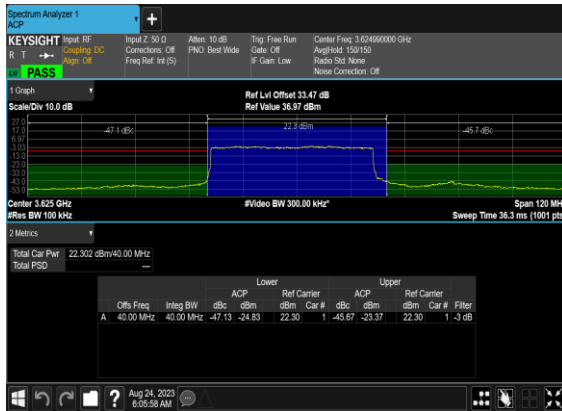 Spectrum Analyzer 1
ACP
+
KEYSIGHT Input: RF Input Z: 50 Ω Atten: 10 dB Trig: Free Run Center Freq: 3.624990000 GHz
R T Coupling: DC Corrections: Off PNO: Best Wide Gate: Off Avg|Hold: 150/150
Align: Off Freq Ref: Int (S) IF Gain: Low Radio Std: None
LXI PASS Noise Correction: Off
1 Graph Ref Lvl Offset 33.47 dB
Scale/Div 10.0 dB Ref Value 36.97 dBm
27.0 22.3 dBm
17.0 -47.1 dBc -45.7 dBc
6.97
-3.03
-13.0
-23.0
-33.0
-43.0
-53.0
Center 3.625 GHz #Video BW 300.00 kHz* Span 120 MH
#Res BW 100 kHz Sweep Time 36.3 ms (1001 pts
2 Metrics
Total Car Pwr 22.302 dBm/40.00 MHz
Total PSD ---
Lower Upper
ACP Ref Carrier ACP Ref Carrier
Offs Freq Integ BW dBc dBm dBm Car # dBc dBm dBm Car # Filter
A 40.00 MHz 40.00 MHz -47.13 -24.83 22.30 1 -45.67 -23.37 22.30 1 -3 dB
? Aug 24, 2023
6:05:58 AM